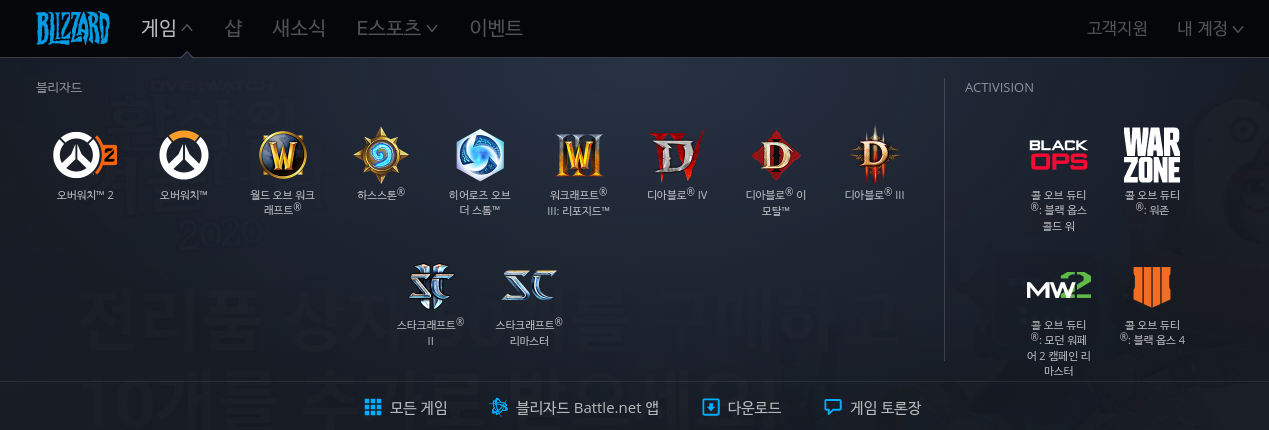 BLIZZARD 게임 샵 새소식 E스포츠 이벤트 고객지원 내 계정
블리자드 ACTIVISION
BLACK
OPS
WAR
ZONE
오버워치™ 2
오버워치™
월드 오브 워크
래프트®
하스스톤®
히어로즈 오브
더 스톰™
워크래프트®
III: 리포지드™
디아블로® IV
디아블로® 이
모탈™
디아블로® III
콜 오브 듀티
®: 블랙 옵스
콜드 워
콜 오브 듀티
®: 워존
SC
MW2
스타크래프트®
II
스타크래프트®
리마스터
콜 오브 듀티
®: 모던 워페
어 2 캠페인 리
마스터
콜 오브 듀티
®: 블랙 옵스 4
모든 게임 블리자드 Battle.net 앱 다운로드 게임 토론장